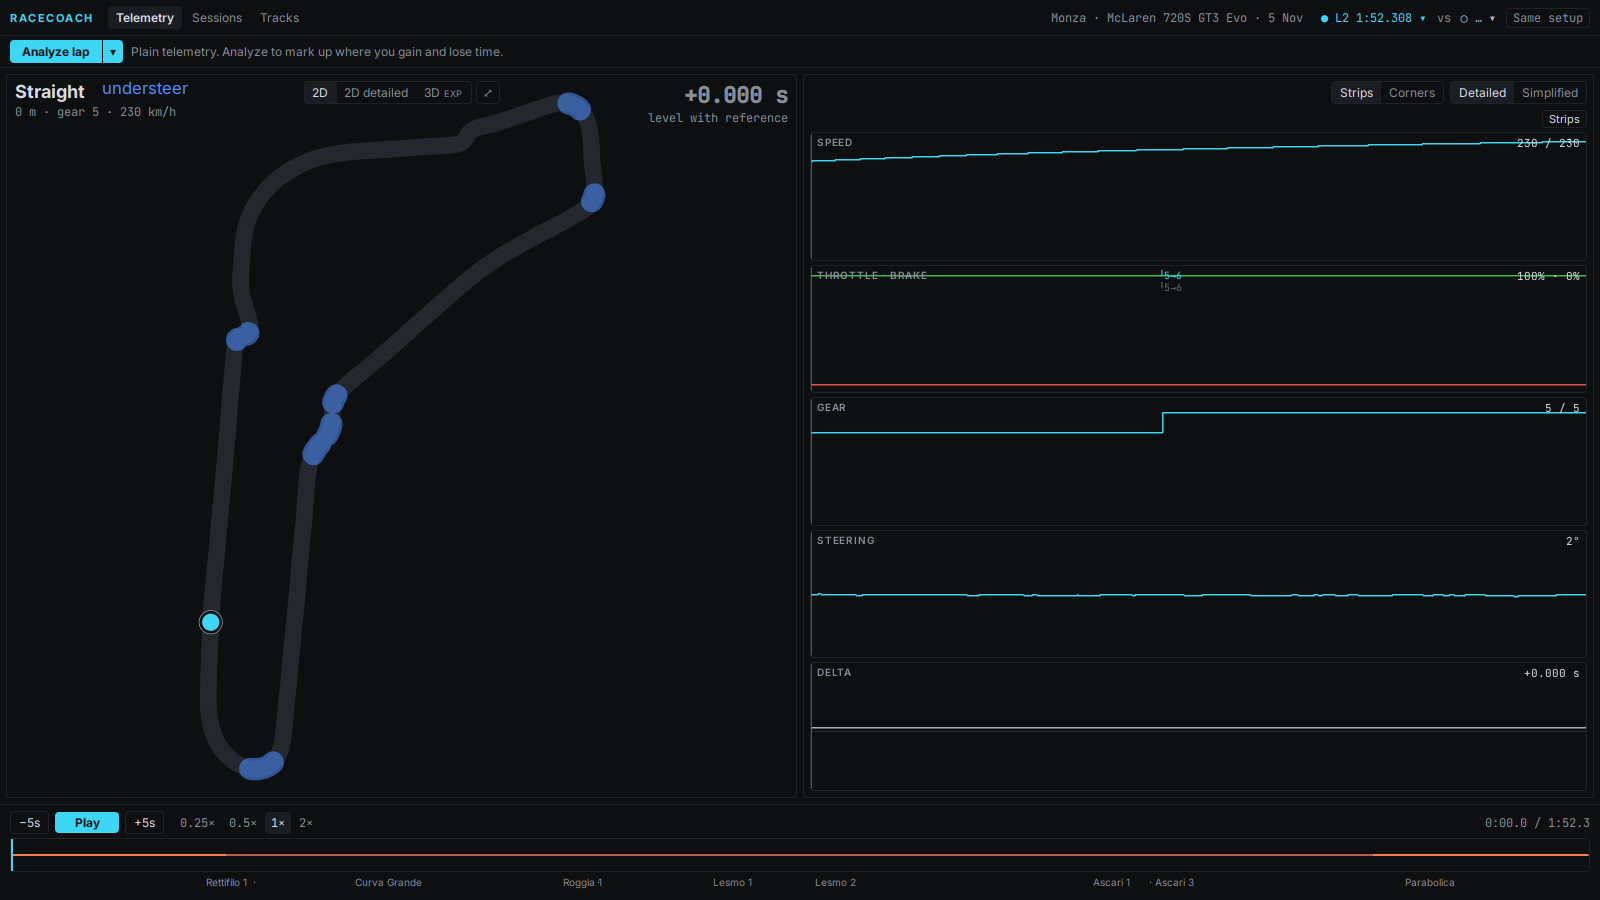 RACECOACH Telemetry Sessions Tracks Monza · McLaren 720S GT3 Evo · 5 Nov ● L2 1:52.308 ▾ vs ○ … ▾ Same setup
Analyze lap ▾ Plain telemetry. Analyze to mark up where you gain and lose time.
Straight understeer 2D 2D detailed 3D EXP ⤢ +0.000 s
0 m · gear 5 · 230 km/h level with reference
Strips Corners Detailed Simplified
Strips
SPEED 230 / 230
THROTTLE · BRAKE 5→6 100% · 0%
5→6
GEAR 5 / 5
STEERING 2°
DELTA +0.000 s
−5s Play +5s 0.25× 0.5× 1× 2× 0:00.0 / 1:52.3
Rettifilo 1 · Curva Grande Roggia 1 Lesmo 1 Lesmo 2 Ascari 1 · Ascari 3 Parabolica